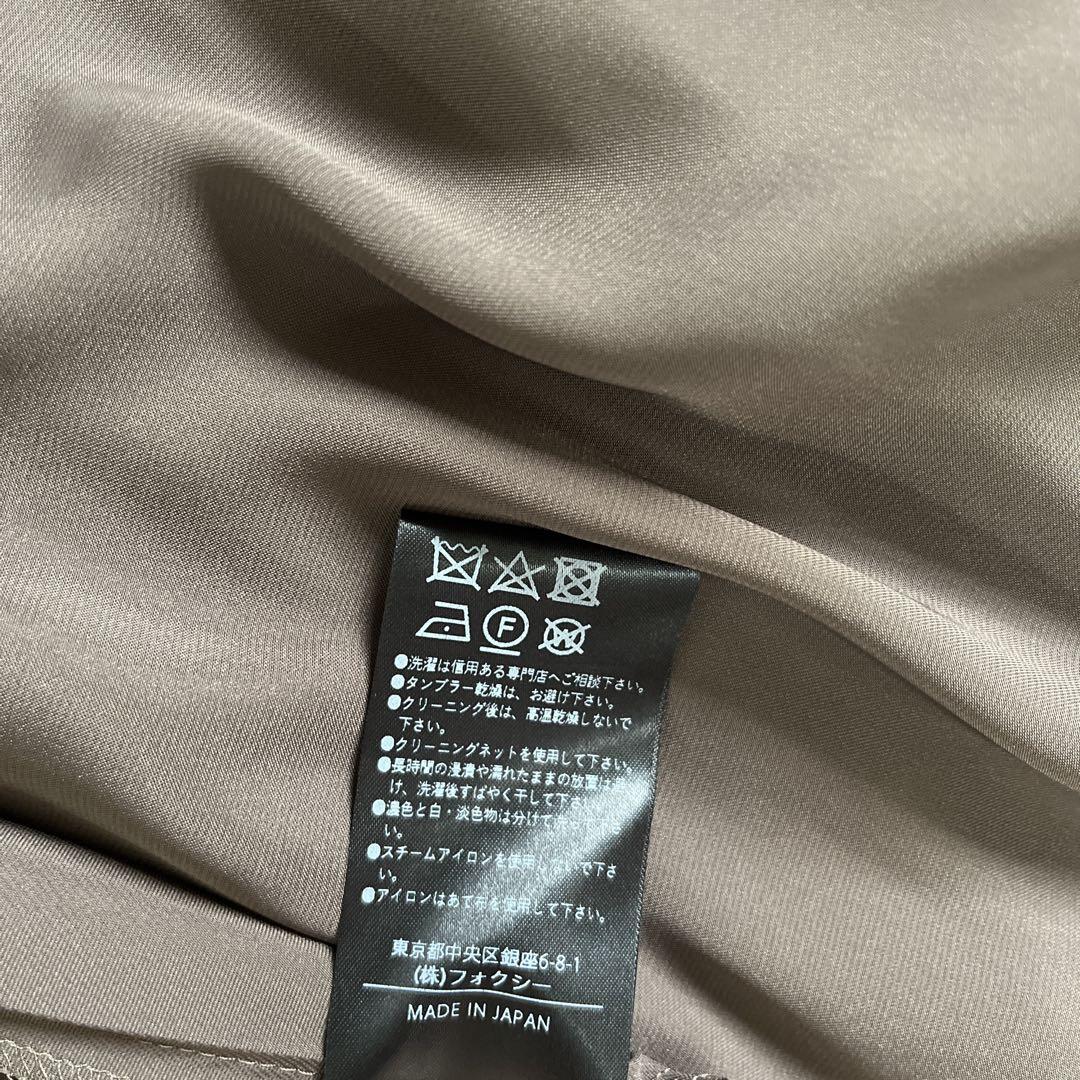 F
W
●洗濯は信用ある専門店へご相談下さい。
●タンブラー乾燥は、お避け下さい。
●クリーニング後は、高温乾燥しないで
下さい。
●クリーニングネットを使用して下さい
●長時間の浸漬や濡れたままの放置は
け、洗濯後すばやく干して下さい
●濃色と白・淡色物は分けて
い。
●スチームアイロンを使用しないで下さ
い。
●アイロンはあて布を使用して下さい。
東京都中央区銀座6-8-1
(株)フォクシー
MADE IN JAPAN